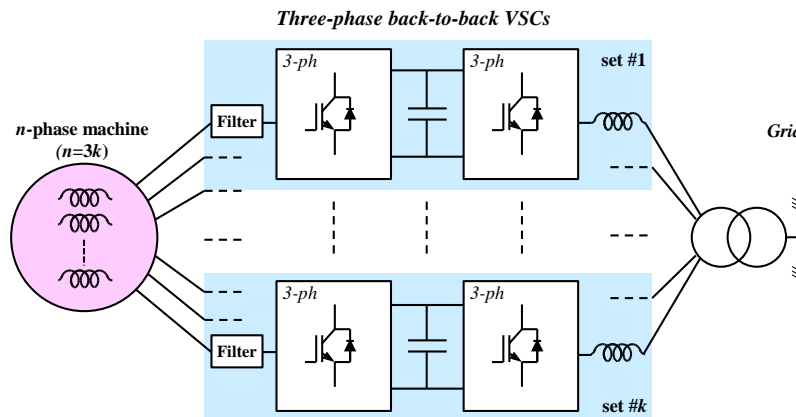 Three-phase back-to-back VSCs
3-ph
3-ph
set #1
Filter
n-phase machine
(n=3k)
3-ph
3-ph
Filter
set #k